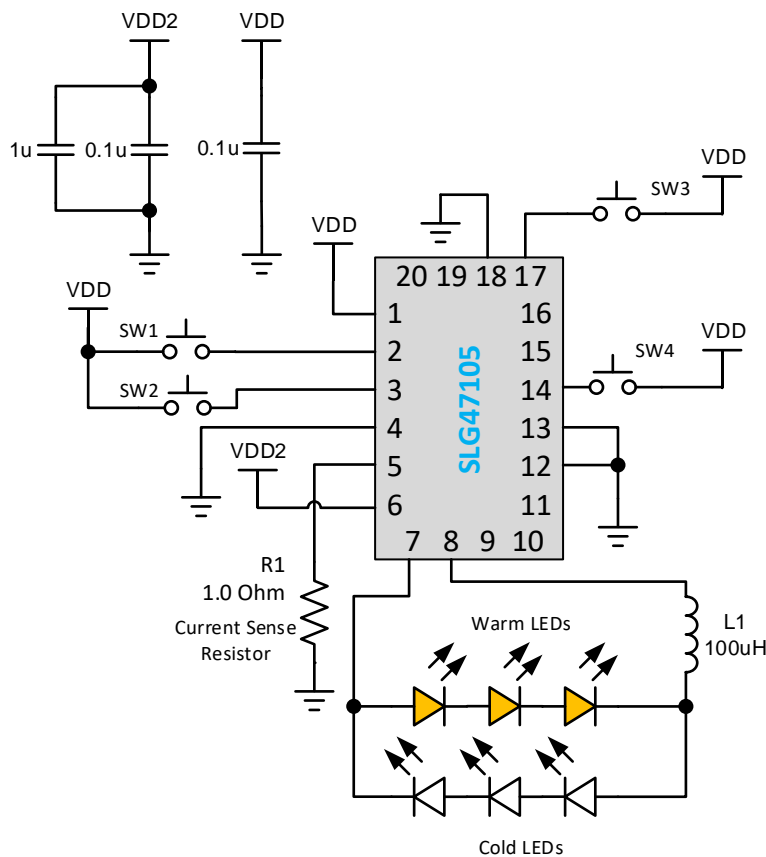 VDD2
VDD
1u
0.1u
0.1u
VDD
SW3
VDD
20 19 18 17
VDD
SW1
SW2
1
2
3
4
5
6
16
15
14
13
12
11
SLG47105
VDD
SW4
VDD2
7 8 9 10
R1
1.0 Ohm
Current Sense
Resistor
Warm LEDs
L1
100uH
Cold LEDs